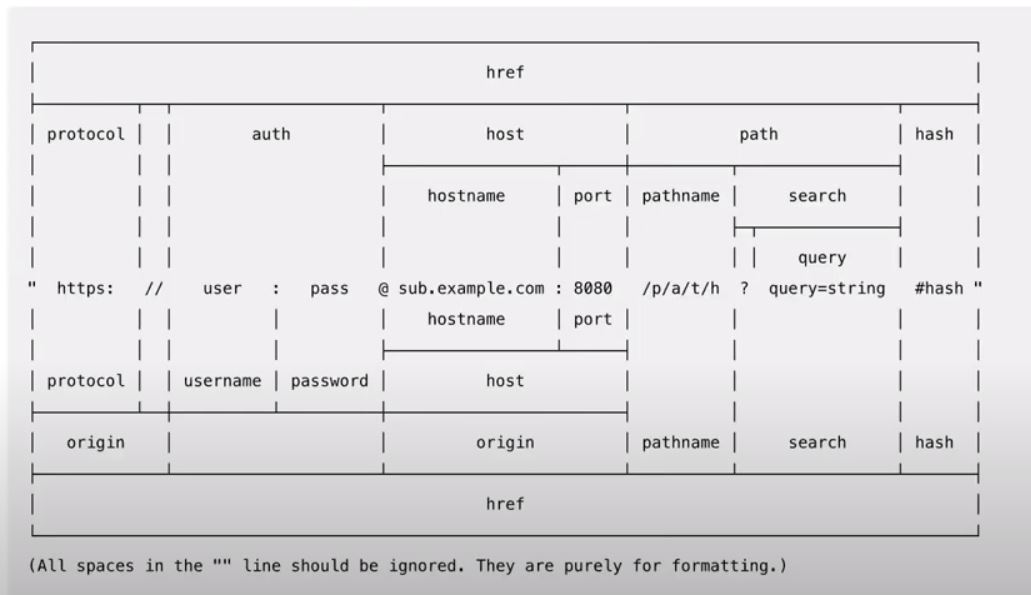 href
protocol auth host path hash
hostname port pathname search
query
" https: // user : pass @ sub.example.com : 8080 /p/a/t/h ? query=string #hash "
hostname port
protocol username password host
origin origin pathname search hash
href
(All spaces in the "" line should be ignored. They are purely for formatting.)